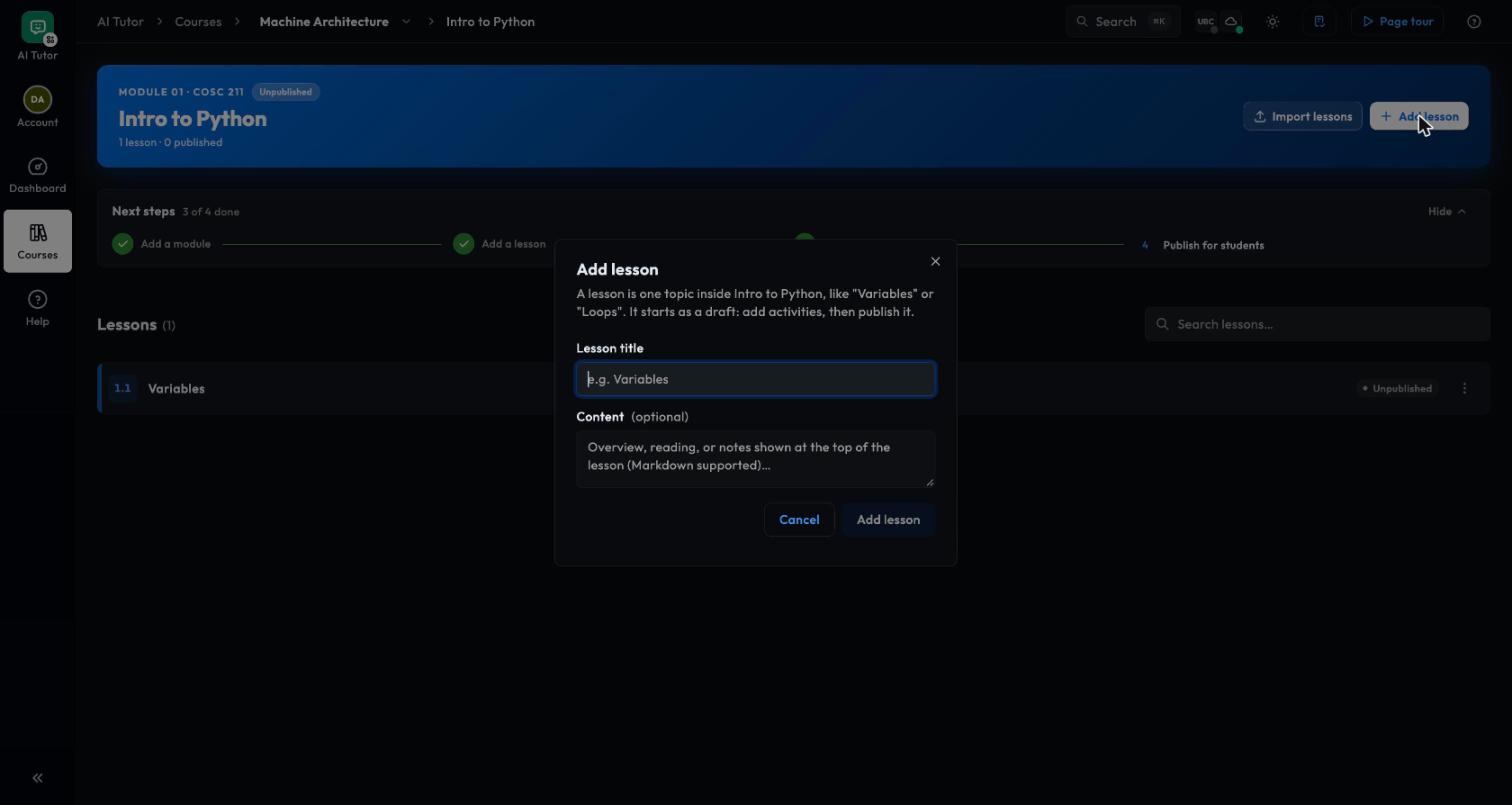 AI Tutor > Courses > Machine Architecture > Intro to Python
Search ⌘K
UBC
Page tour
AI Tutor
DA
Account
Dashboard
Courses
Help
MODULE 01 · COSC 211 Unpublished
Intro to Python
1 lesson · 0 published
Import lessons
+ Add lesson
Next steps 3 of 4 done
Hide
Add a module
Add a lesson
4 Publish for students
Lessons (1)
Search lessons...
1.1 Variables
Unpublished
Add lesson
A lesson is one topic inside Intro to Python, like "Variables" or
"Loops". It starts as a draft: add activities, then publish it.
Lesson title
e.g. Variables
Content (optional)
Overview, reading, or notes shown at the top of the
lesson (Markdown supported)...
Cancel
Add lesson